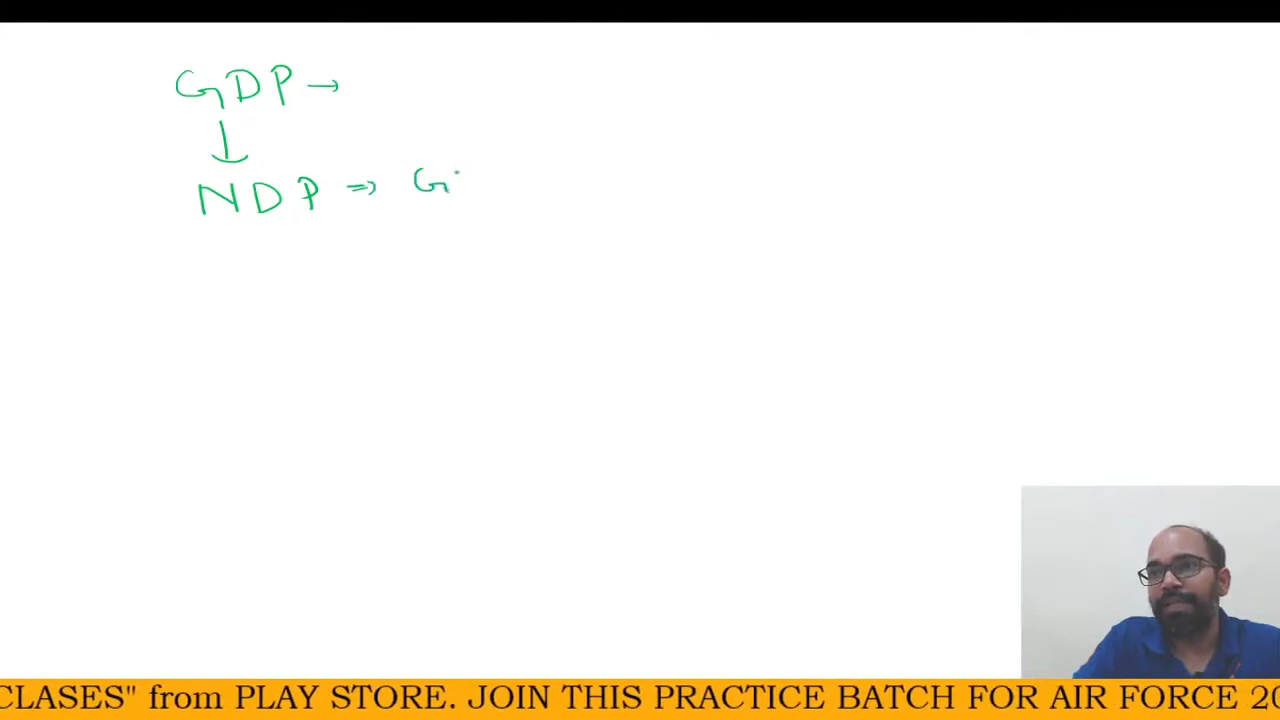 GDP →
↓
NDP ⇒ G
CLASES" from PLAY STORE. JOIN THIS PRACTICE BATCH FOR AIR FORCE 20